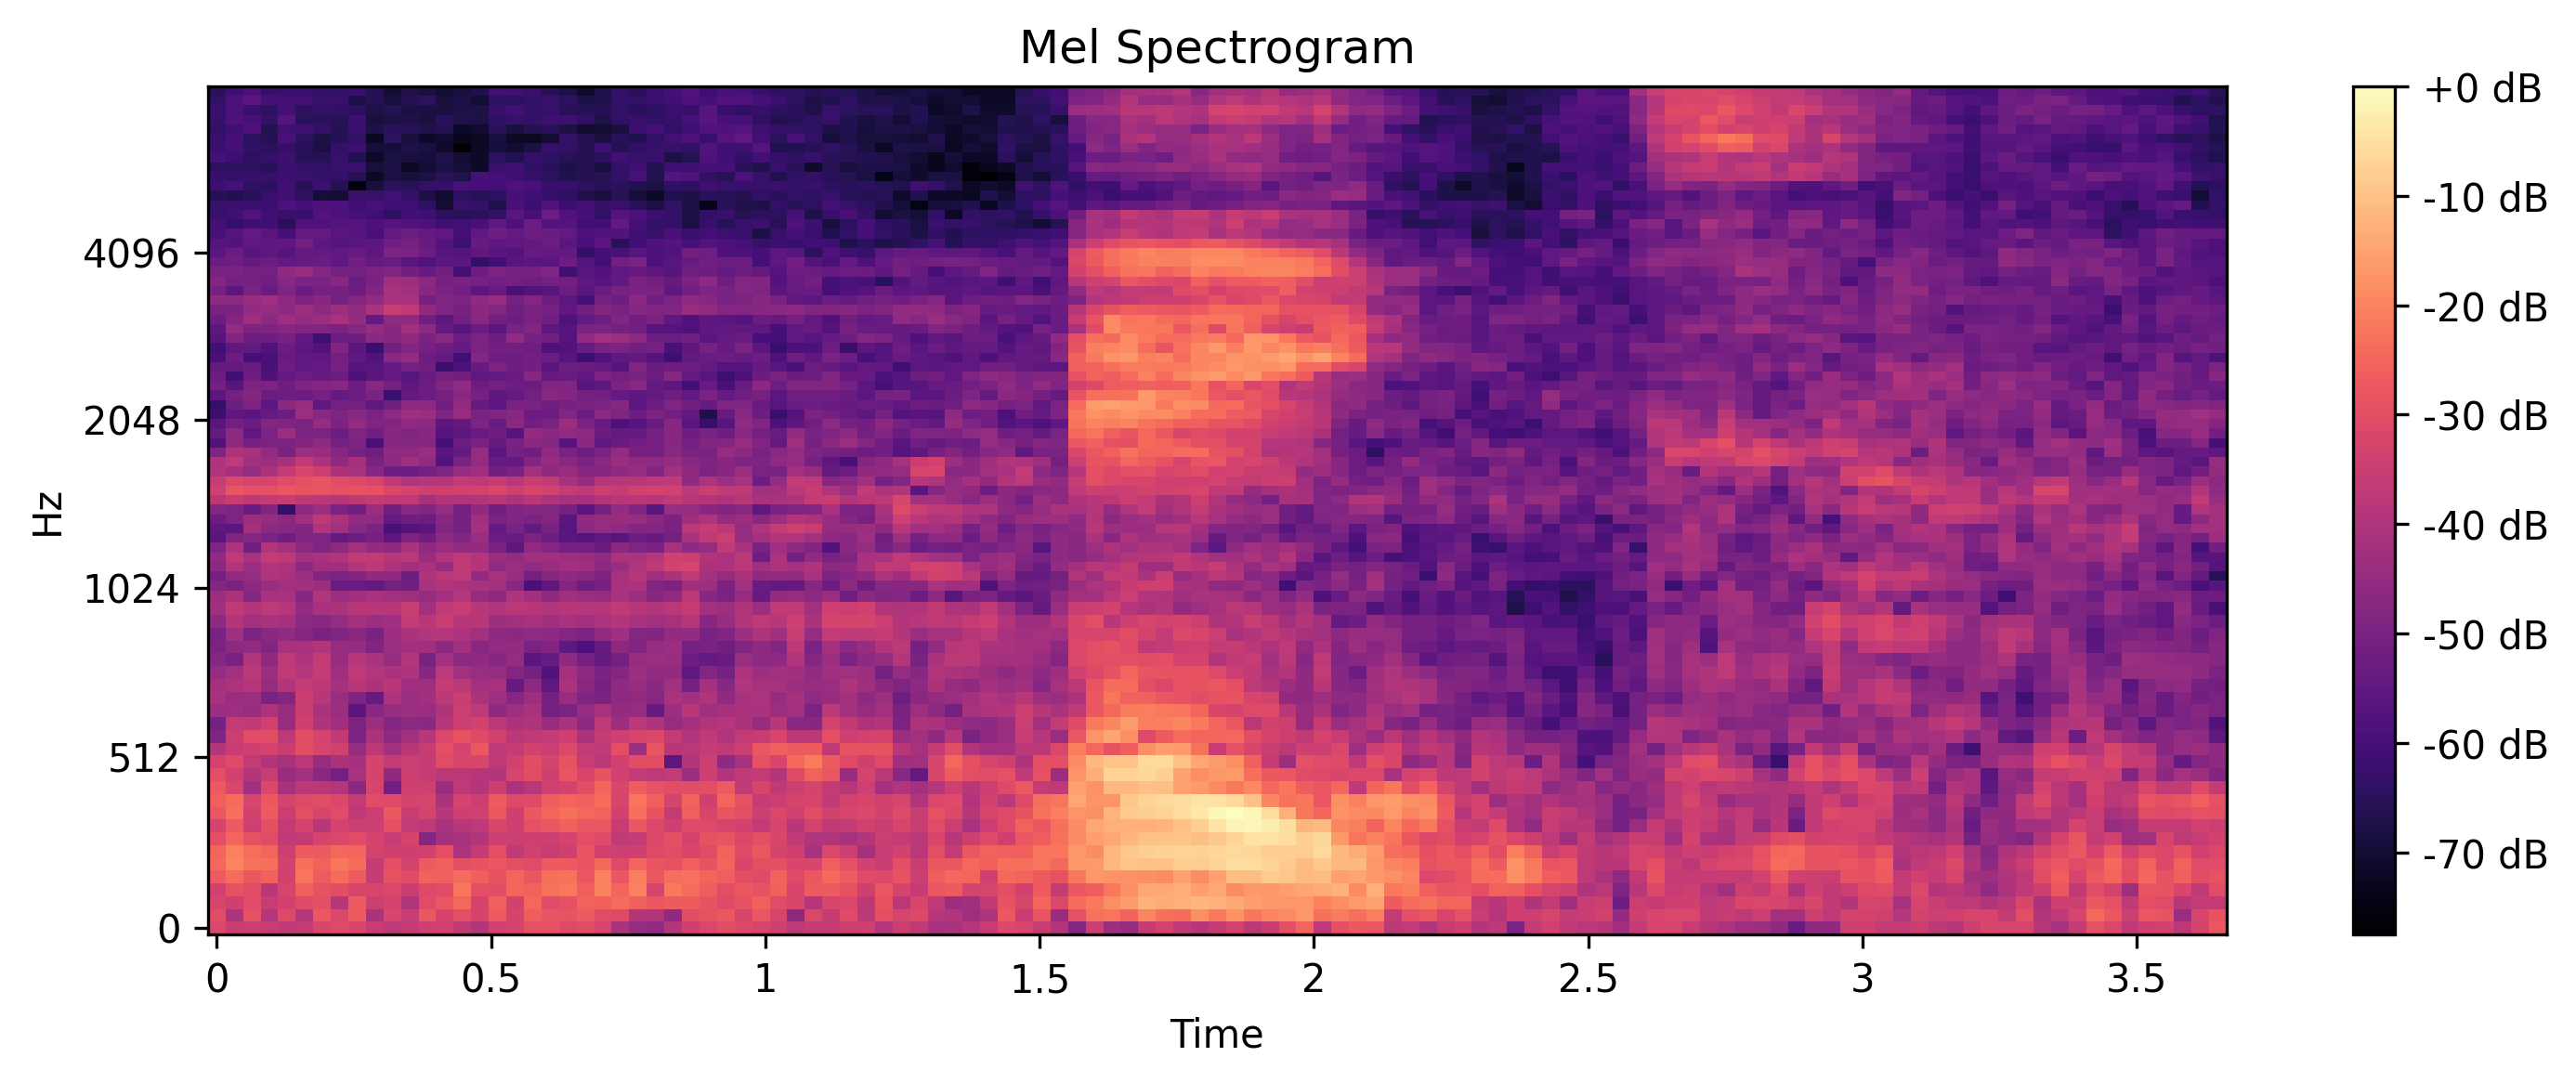 Mel Spectrogram
+0 dB
-10 dB
-20 dB
-30 dB
-40 dB
-50 dB
-60 dB
-70 dB
Hz
4096
2048
1024
512
0
0 0.5 1 1.5 2 2.5 3 3.5
Time